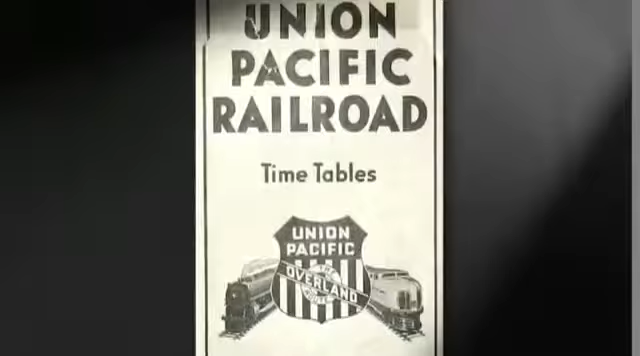 UNION
PACIFIC
RAILROAD
Time Tables
UNION
PACIFIC
THE
OVERLAND
ROUTE